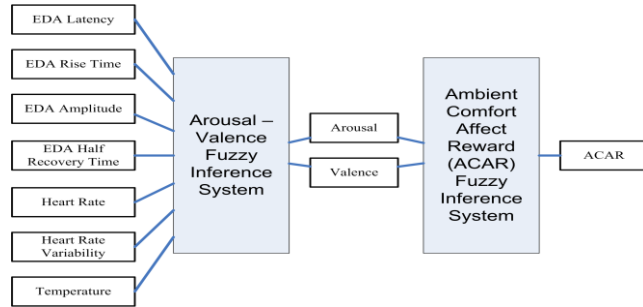 EDA Latency
EDA Rise Time
EDA Amplitude
EDA Half
Recovery Time
Heart Rate
Heart Rate
Variability
Temperature
Arousal –
Valence
Fuzzy
Inference
System
Arousal
Valence
Ambient
Comfort
Affect
Reward
(ACAR)
Fuzzy
Inference
System
ACAR